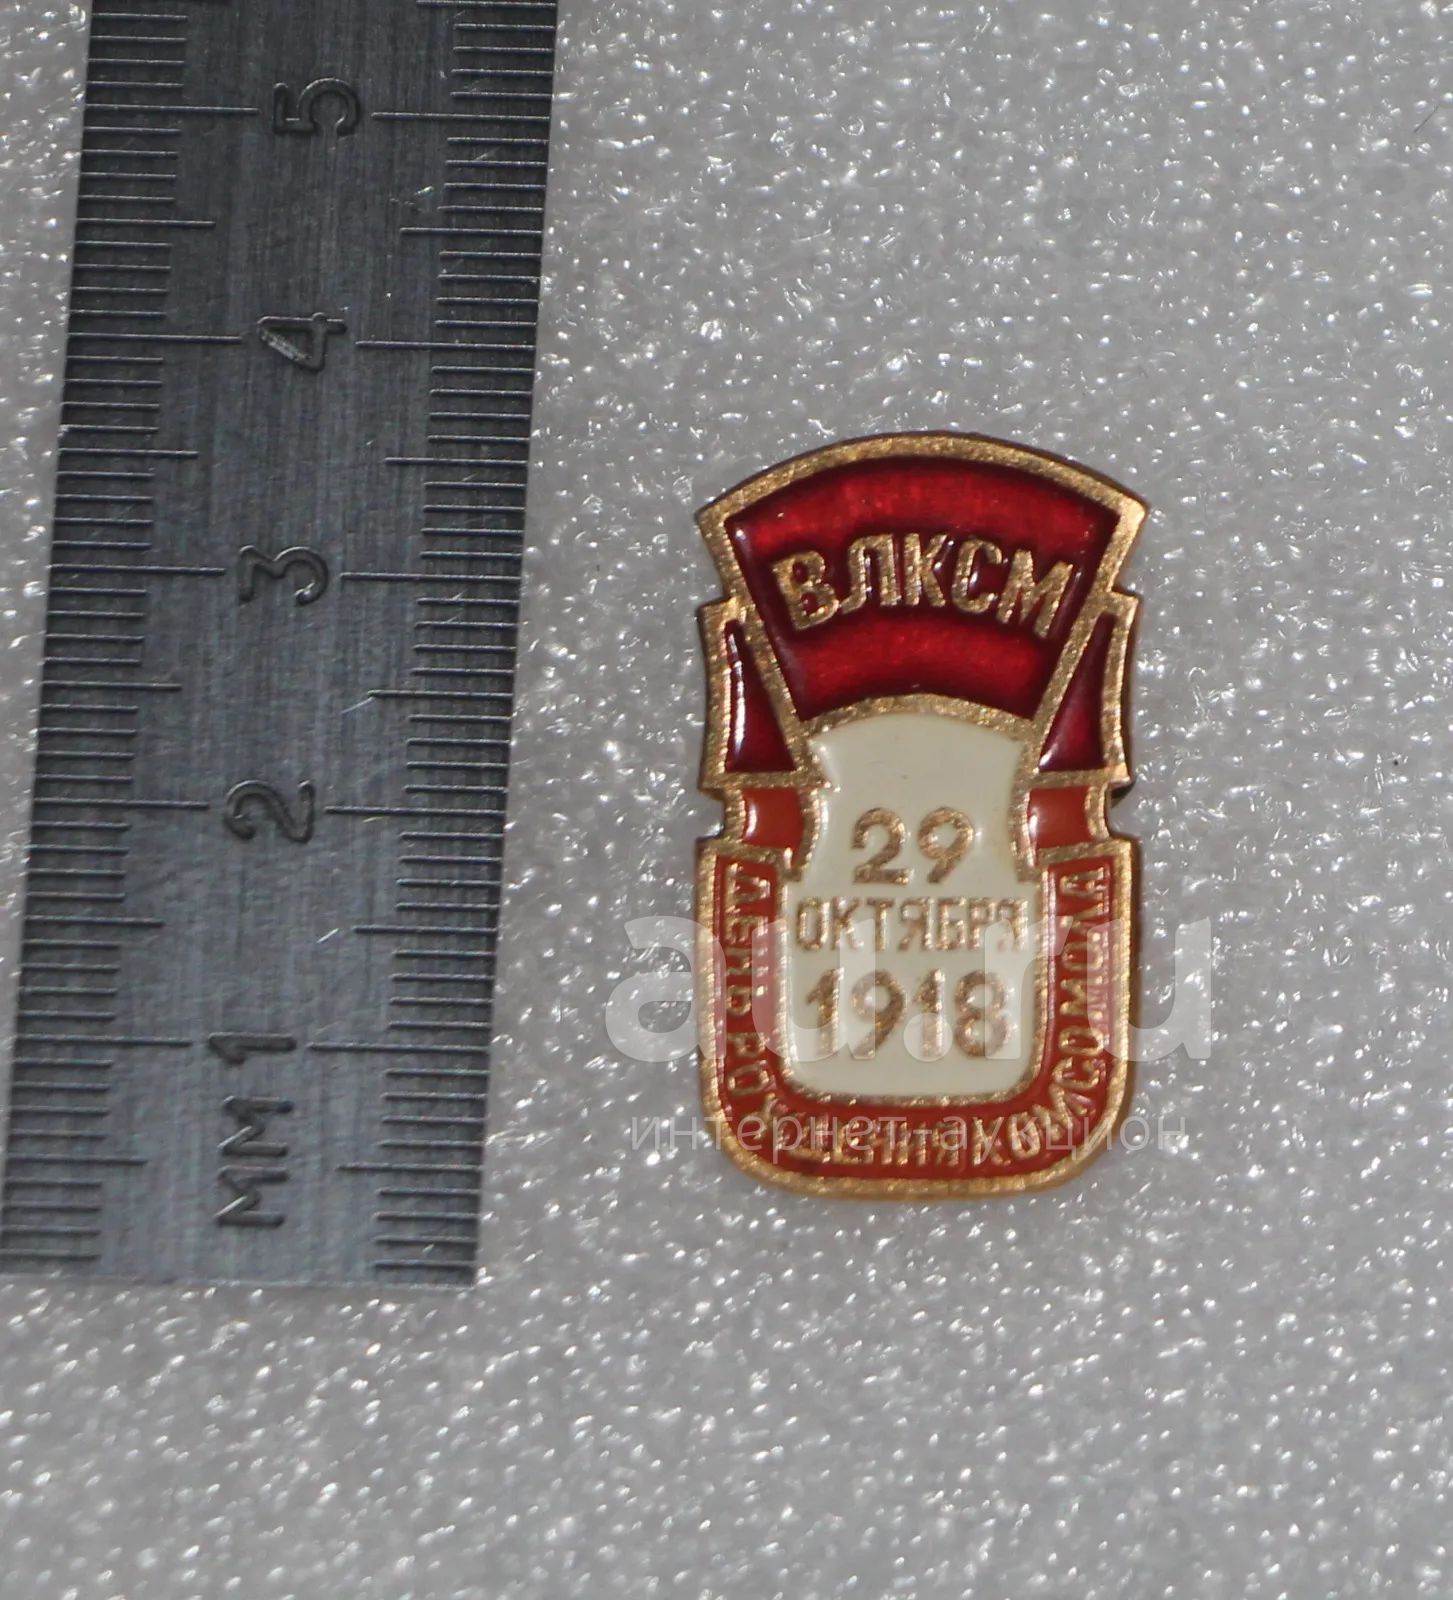 5
4
3
2
1
ММ
ВЛКСМ
29
ОКТЯБРЯ
1918
ДЕНЬ РОЖДЕНИЯ КОМСОМОЛА
au.ru
интернет-аукцион